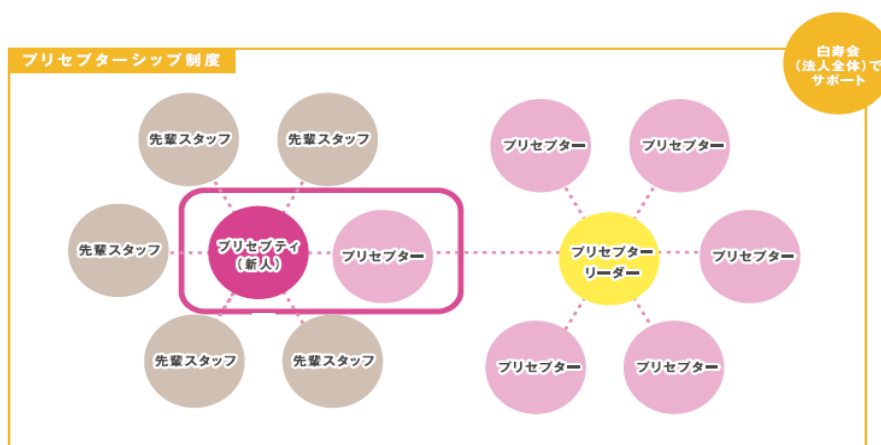 プリセプターシップ制度
白寿会
(法人全体)で
サポート
先輩スタッフ
先輩スタッフ
プリセプター
プリセプター
先輩スタッフ
プリセプティ
(新人)
プリセプター
プリセプター
リーダー
プリセプター
先輩スタッフ
先輩スタッフ
プリセプター
プリセプター